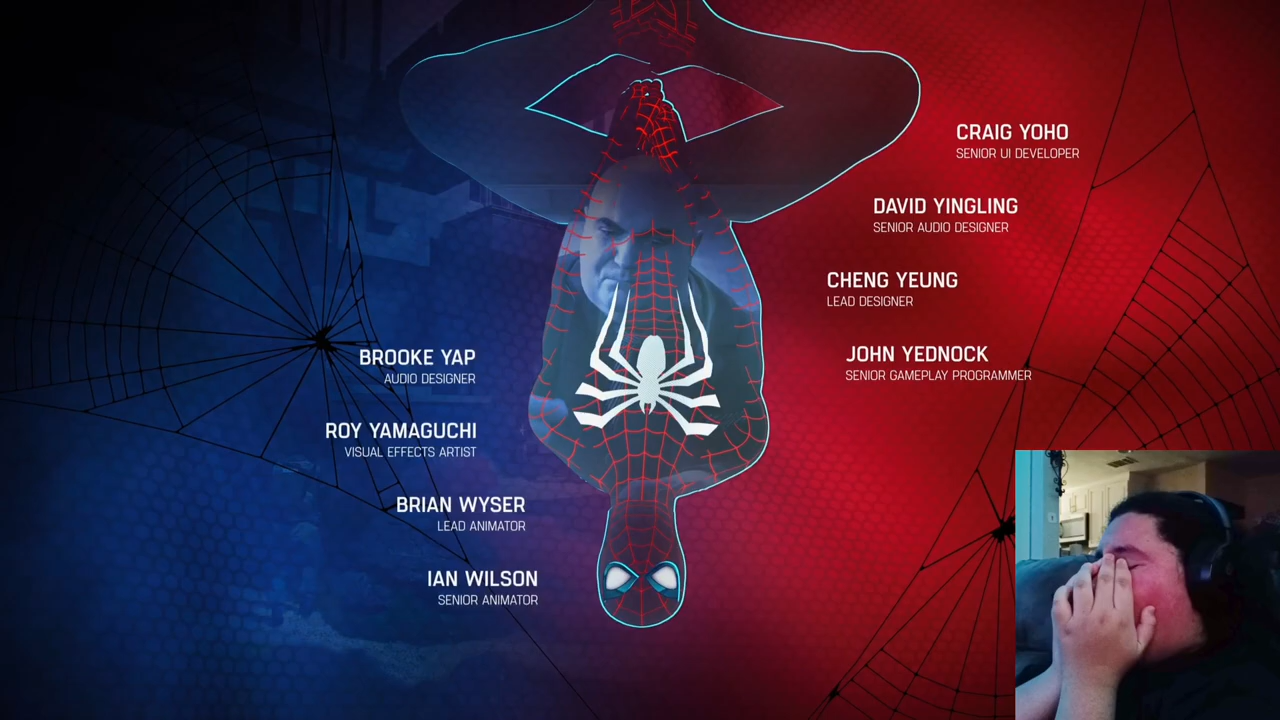 CRAIG YOHO
SENIOR UI DEVELOPER
DAVID YINGLING
SENIOR AUDIO DESIGNER
CHENG YEUNG
LEAD DESIGNER
JOHN YEDNOCK
SENIOR GAMEPLAY PROGRAMMER
BROOKE YAP
AUDIO DESIGNER
ROY YAMAGUCHI
VISUAL EFFECTS ARTIST
BRIAN WYSER
LEAD ANIMATOR
IAN WILSON
SENIOR ANIMATOR